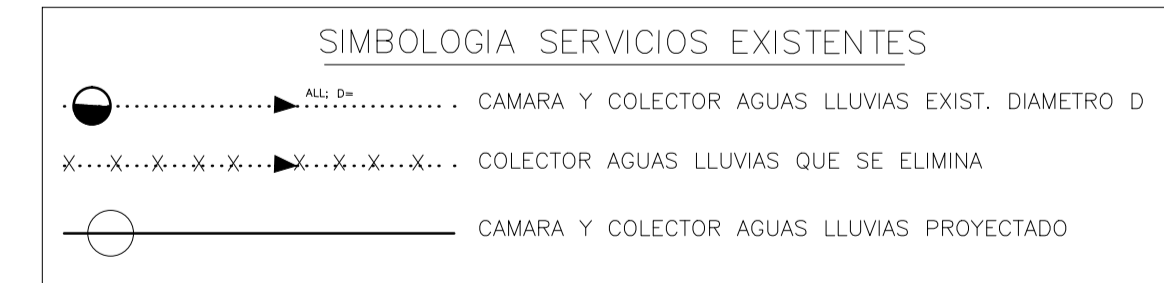 SIMBOLOGIA SERVICIOS EXISTENTES
ALL; D=
CAMARA Y COLECTOR AGUAS LLUVIAS EXIST. DIAMETRO D
X X X X X X X X X
COLECTOR AGUAS LLUVIAS QUE SE ELIMINA
CAMARA Y COLECTOR AGUAS LLUVIAS PROYECTADO